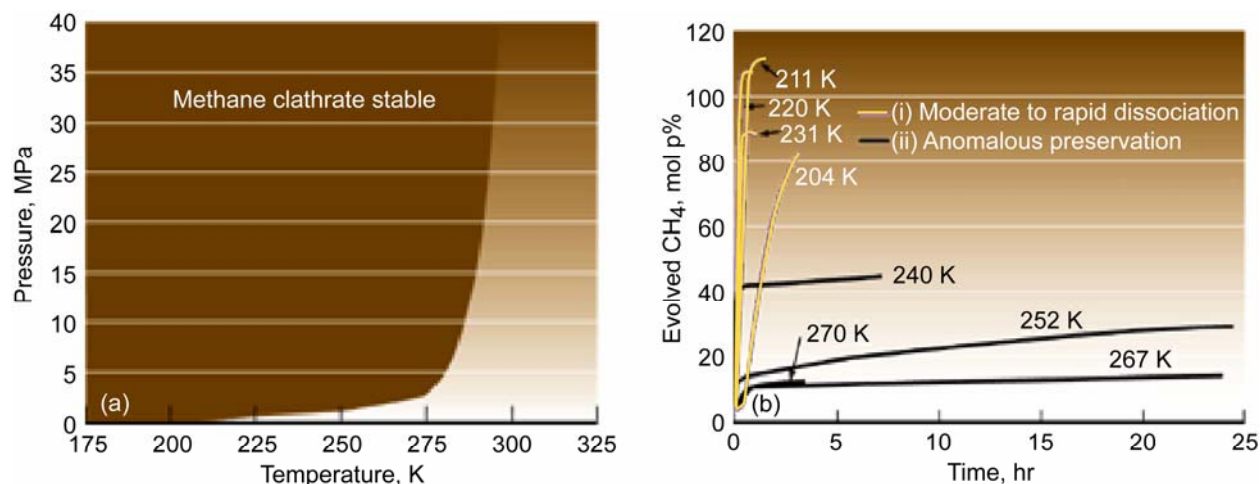 40
35
30
25
20
15
10
5
0
Pressure, MPa
Methane clathrate stable
(a)
175 200 225 250 275 300 325
Temperature, K
120
100
80
60
40
20
0
Evolved CH₄, mol p%
211 K
220 K
(i) Moderate to rapid dissociation
231 K
(ii) Anomalous preservation
204 K
240 K
270 K
252 K
267 K
(b)
0 5 10 15 20 25
Time, hr